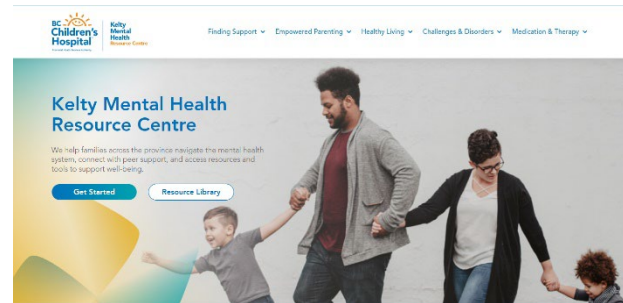 BC
Children's
Hospital
Kelty
Mental
Health
Resource Centre
Finding Support
Empowered Parenting
Healthy Living
Challenges & Disorders
Medication & Therapy
Kelty Mental Health
Resource Centre
We help families across the province navigate the mental health
system, connect with peer support, and access resources and
tools to support well-being.
Get Started
Resource Library